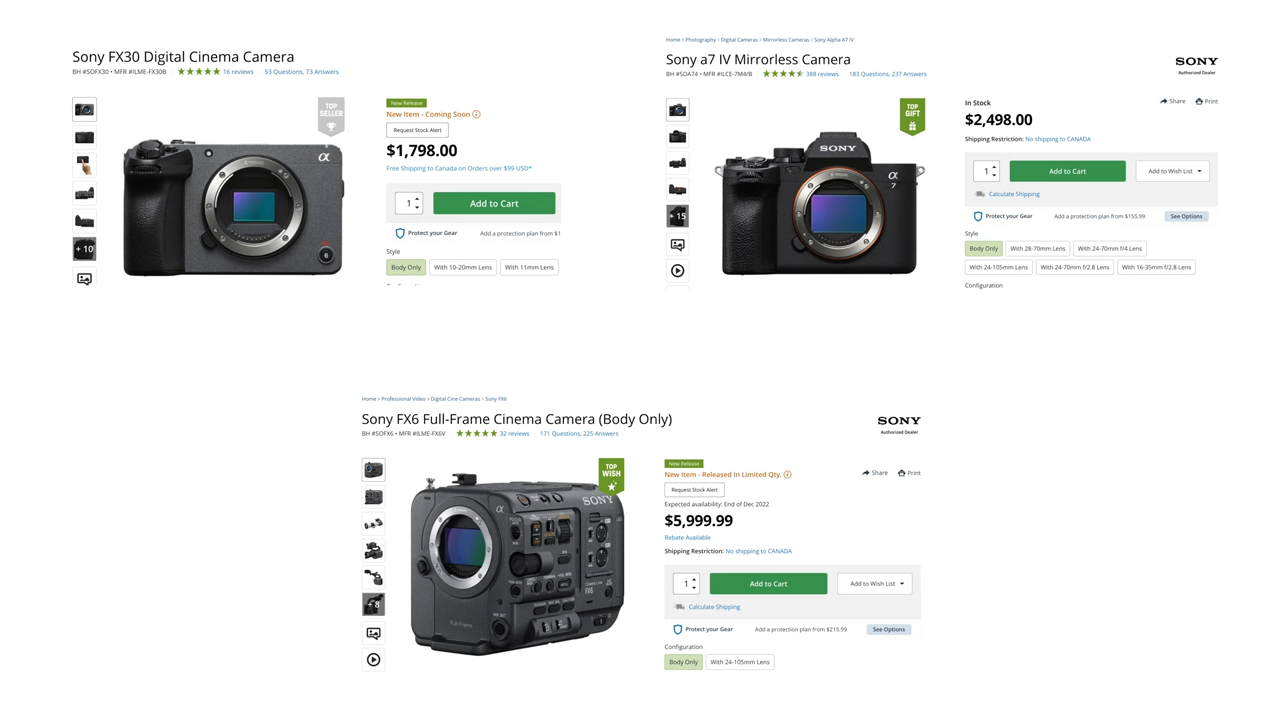 Sony FX30 Digital Cinema Camera
BH #SOFX30 • MFR #ILME-FX30B
16 reviews
53 Questions, 73 Answers
TOP
SELLER
α
6
+ 10
New Release
New Item - Coming Soon
Request Stock Alert
$1,798.00
Free Shipping to Canada on Orders over $99 USD*
1
Add to Cart
Protect your Gear
Add a protection plan from $1
Style
Body Only
With 10-20mm Lens
With 11mm Lens
Home > Photography > Digital Cameras > Mirrorless Cameras > Sony Alpha A7 IV
Sony a7 IV Mirrorless Camera
BH #SOA74 • MFR #ILCE-7M4/B
388 reviews
183 Questions, 237 Answers
SONY
Authorized Dealer
TOP
GIFT
SONY
α
7
+ 15
In Stock
Share
Print
$2,498.00
Shipping Restriction: No shipping to CANADA
1
Add to Cart
Add to Wish List
Calculate Shipping
Protect your Gear
Add a protection plan from $155.99
See Options
Style
Body Only
With 28-70mm Lens
With 24-70mm f/4 Lens
With 24-105mm Lens
With 24-70mm f/2.8 Lens
With 16-35mm f/2.8 Lens
Configuration
Home > Professional Video > Digital Cine Cameras > Sony FX6
Sony FX6 Full-Frame Cinema Camera (Body Only)
BH #SOFX6 • MFR #ILME-FX6V
32 reviews
171 Questions, 225 Answers
SONY
Authorized Dealer
TOP
WISH
SONY
α
Cinema Line
FX6
Full-Frame
+ 8
New Release
New Item - Released In Limited Qty.
Share
Print
Request Stock Alert
Expected availability: End of Dec 2022
$5,999.99
Rebate Available
Shipping Restriction: No shipping to CANADA
1
Add to Cart
Add to Wish List
Calculate Shipping
Protect your Gear
Add a protection plan from $215.99
See Options
Configuration
Body Only
With 24-105mm Lens